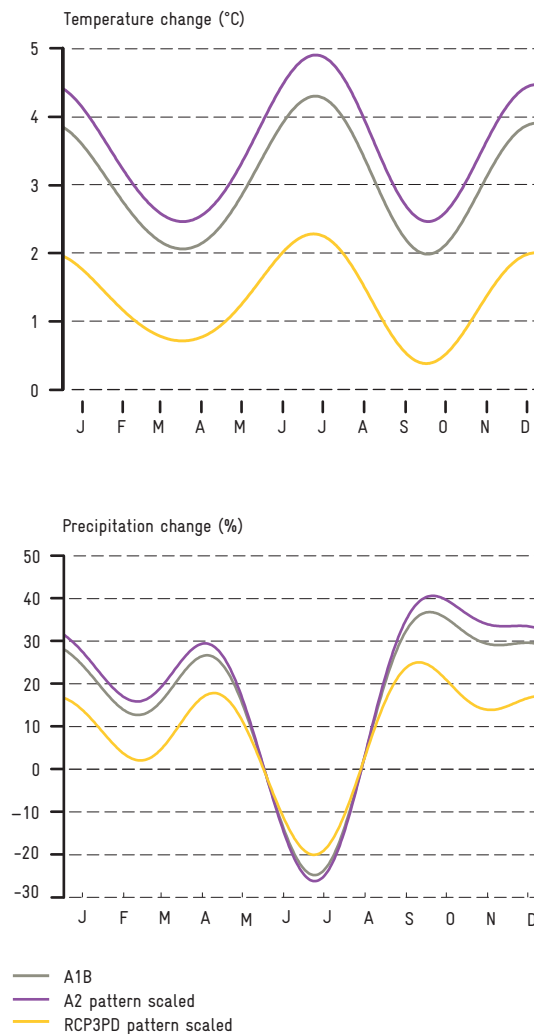 Temperature change (°C)
5
4
3
2
1
0
J F M A M J J A S O N D
Precipitation change (%)
50
40
30
20
10
0
−10
−20
-30
J F M A M J J A S O N D
A1B
A2 pattern scaled
RCP3PD pattern scaled